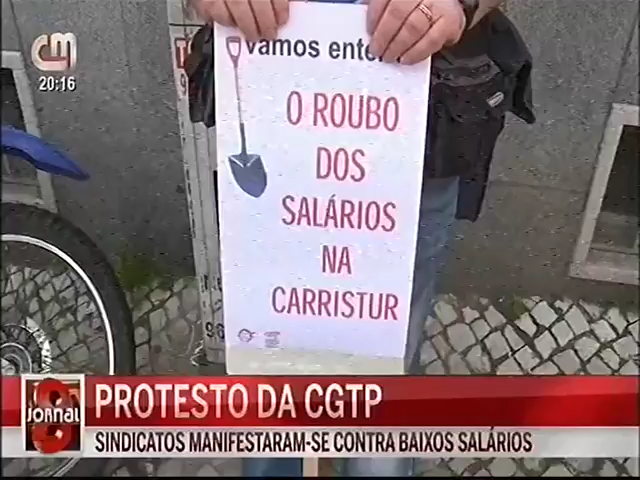 CM
20:16
Vamos enter
O ROUBO
DOS
SALÁRIOS
NA
CARRISTUR
JORNAL 8
PROTESTO DA CGTP
SINDICATOS MANIFESTARAM-SE CONTRA BAIXOS SALÁRIOS